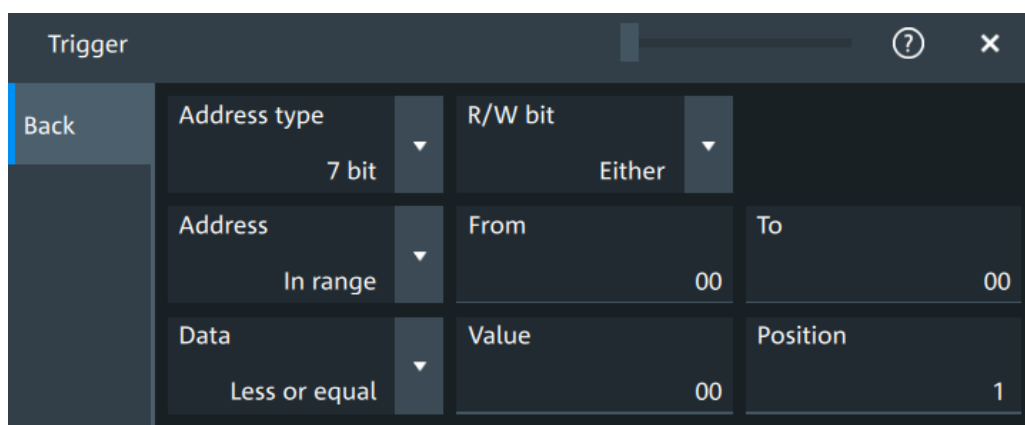 Trigger
?
Back
Address type
7 bit
R/W bit
Either
Address
In range
From
00
To
00
Data
Less or equal
Value
00
Position
1